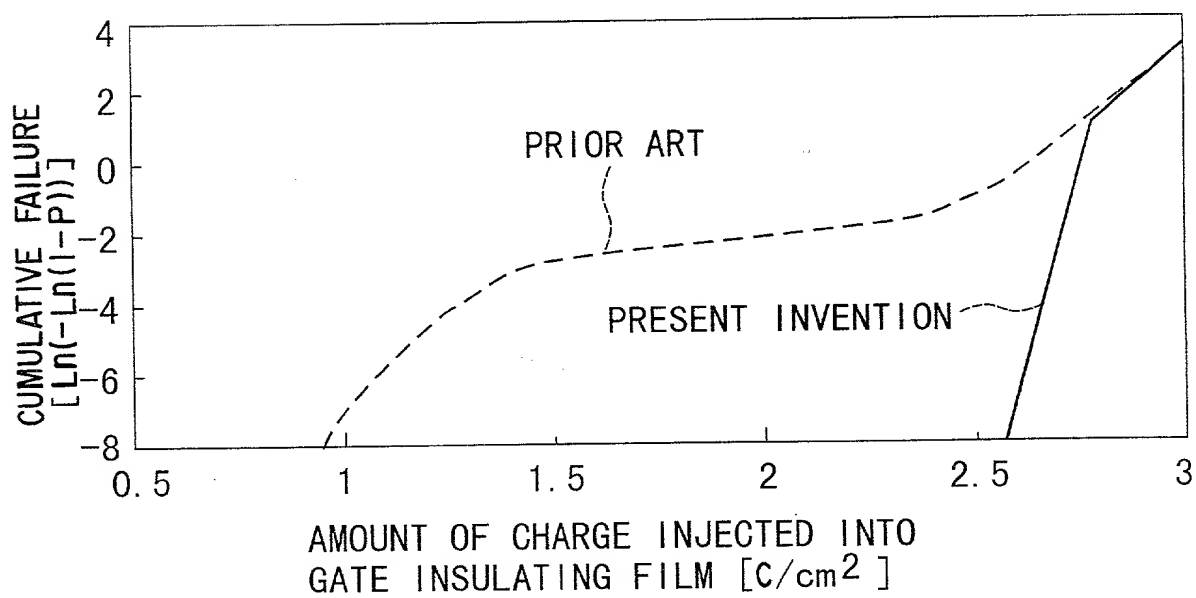 CUMULATIVE FAILURE
[Ln(-Ln(1-P))]
4
2
0
-2
-4
-6
-8
PRIOR ART
PRESENT INVENTION
0.5
1
1.5
2
2.5
3
AMOUNT OF CHARGE INJECTED INTO
GATE INSULATING FILM [C/cm²]